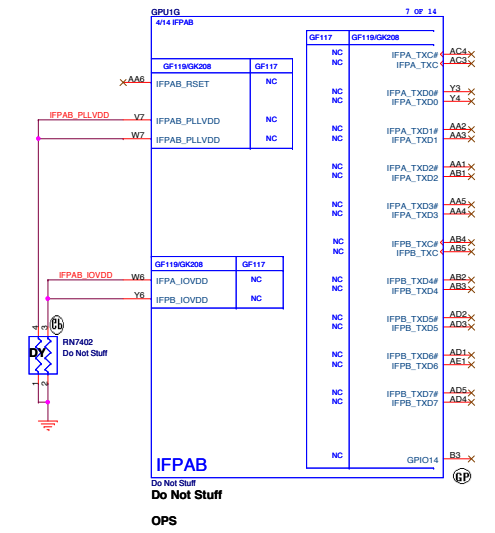 GPU1G
7 OF 14
4/14 IFPAB
GF119/GK208 GF117
AA6 IFPAB_RSET NC
IFPAB_PLLVDD V7 IFPAB_PLLVDD NC
W7 IFPAB_PLLVDD NC
GF119/GK208 GF117
IFPAB_IOVDD W6 IFPA_IOVDD NC
Y6 IFPB_IOVDD NC
4 3
RN7402
DY Do Not Stuff
1 2
GF117 GF119/GK208
NC IFPA_TXC# AC4
NC IFPA_TXC AC3
NC IFPA_TXD0# Y3
NC IFPA_TXD0 Y4
NC IFPA_TXD1# AA2
NC IFPA_TXD1 AA3
NC IFPA_TXD2# AA1
NC IFPA_TXD2 AB1
NC IFPA_TXD3# AA5
NC IFPA_TXD3 AA4
NC IFPB_TXC# AB4
NC IFPB_TXC AB5
NC IFPB_TXD4# AB2
NC IFPB_TXD4 AB3
NC IFPB_TXD5# AD2
NC IFPB_TXD5 AD3
NC IFPB_TXD6# AD1
NC IFPB_TXD6 AE1
NC IFPB_TXD7# AD5
NC IFPB_TXD7 AD4
NC GPIO14 B3
GP
IFPAB
Do Not Stuff
Do Not Stuff
OPS